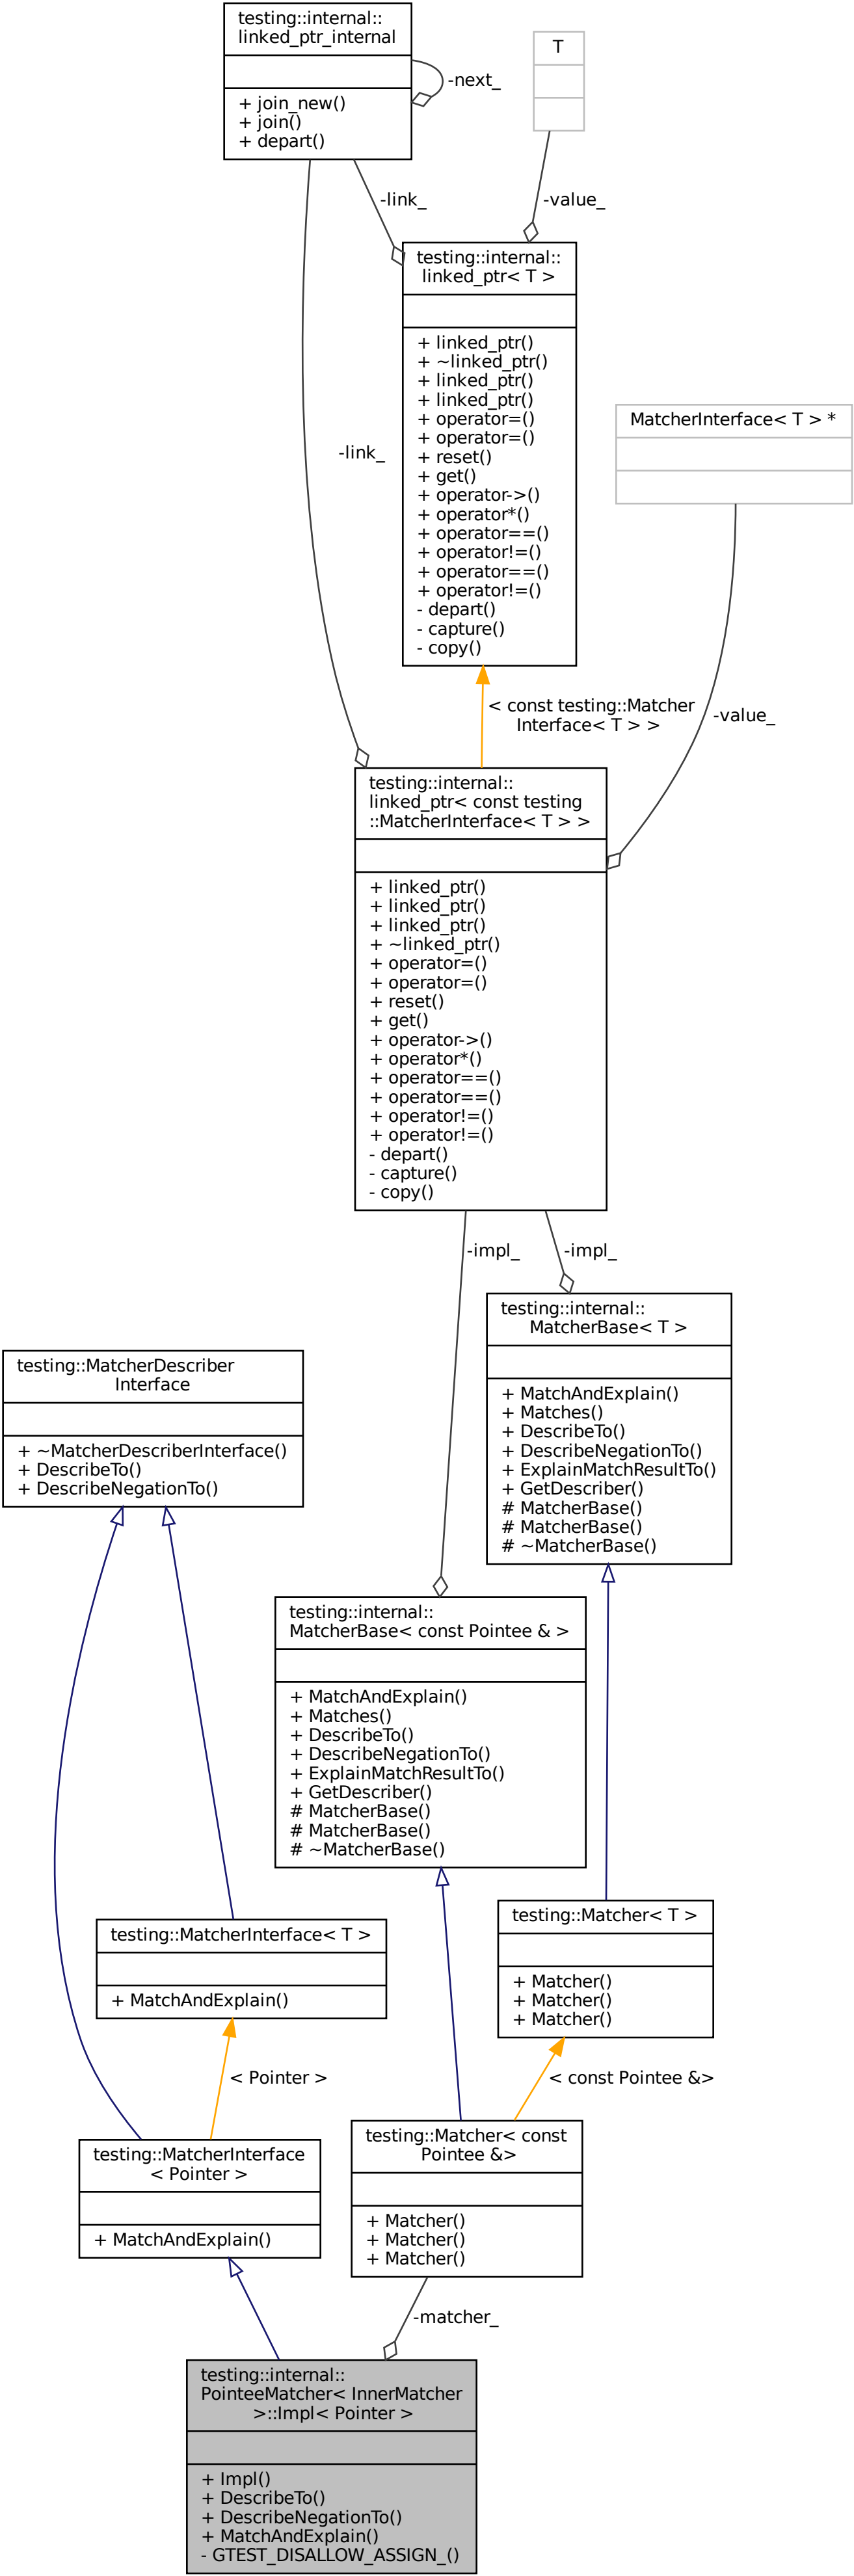 testing::internal::
linked_ptr_internal
+ join_new()
+ join()
+ depart()
-next_
T
-link_
-value_
testing::internal::
linked_ptr< T >
+ linked_ptr()
+ ~linked_ptr()
+ linked_ptr()
+ linked_ptr()
+ operator=()
+ operator=()
+ reset()
+ get()
+ operator->()
+ operator*()
+ operator==()
+ operator!=()
+ operator==()
+ operator!=()
- depart()
- capture()
- copy()
MatcherInterface< T > *
-link_
< const testing::Matcher
Interface< T > >
-value_
testing::internal::
linked_ptr< const testing
::MatcherInterface< T > >
+ linked_ptr()
+ linked_ptr()
+ linked_ptr()
+ ~linked_ptr()
+ operator=()
+ operator=()
+ reset()
+ get()
+ operator->()
+ operator*()
+ operator==()
+ operator==()
+ operator!=()
+ operator!=()
- depart()
- capture()
- copy()
-impl_
-impl_
testing::internal::
MatcherBase< T >
+ MatchAndExplain()
+ Matches()
+ DescribeTo()
+ DescribeNegationTo()
+ ExplainMatchResultTo()
+ GetDescriber()
# MatcherBase()
# MatcherBase()
# ~MatcherBase()
testing::MatcherDescriber
Interface
+ ~MatcherDescriberInterface()
+ DescribeTo()
+ DescribeNegationTo()
testing::internal::
MatcherBase< const Pointee & >
+ MatchAndExplain()
+ Matches()
+ DescribeTo()
+ DescribeNegationTo()
+ ExplainMatchResultTo()
+ GetDescriber()
# MatcherBase()
# MatcherBase()
# ~MatcherBase()
testing::MatcherInterface< T >
+ MatchAndExplain()
testing::Matcher< T >
+ Matcher()
+ Matcher()
+ Matcher()
< Pointer >
< const Pointee &>
testing::MatcherInterface
< Pointer >
+ MatchAndExplain()
testing::Matcher< const
Pointee &>
+ Matcher()
+ Matcher()
+ Matcher()
-matcher_
testing::internal::
PointeeMatcher< InnerMatcher
>::Impl< Pointer >
+ Impl()
+ DescribeTo()
+ DescribeNegationTo()
+ MatchAndExplain()
- GTEST_DISALLOW_ASSIGN_()